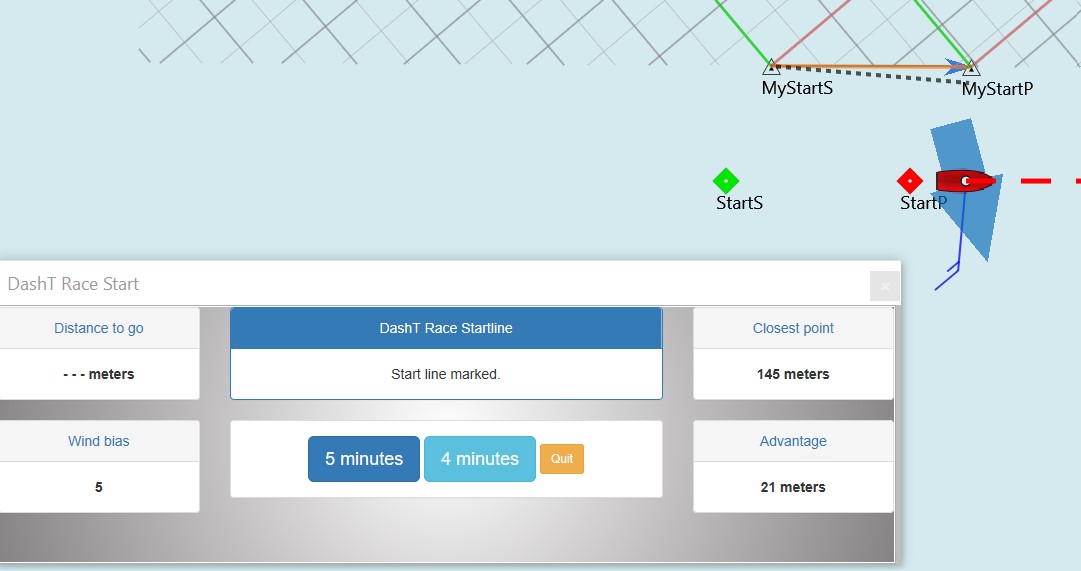 MyStartS
MyStartP
StartS
StartP
DashT Race Start
×
Distance to go
- - - meters
DashT Race Startline
Start line marked.
Closest point
145 meters
Wind bias
5
5 minutes
4 minutes
Quit
Advantage
21 meters